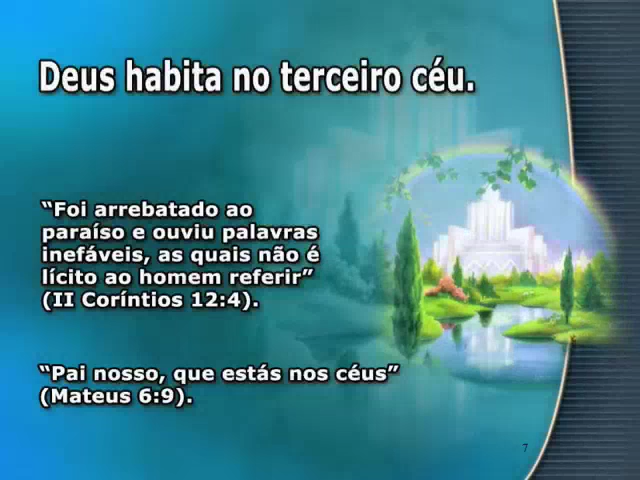 Deus habita no terceiro céu.
“Foi arrebatado ao
paraíso e ouviu palavras
inefáveis, as quais não é
lícito ao homem referir”
(II Coríntios 12:4).
“Pai nosso, que estás nos céus”
(Mateus 6:9).
7